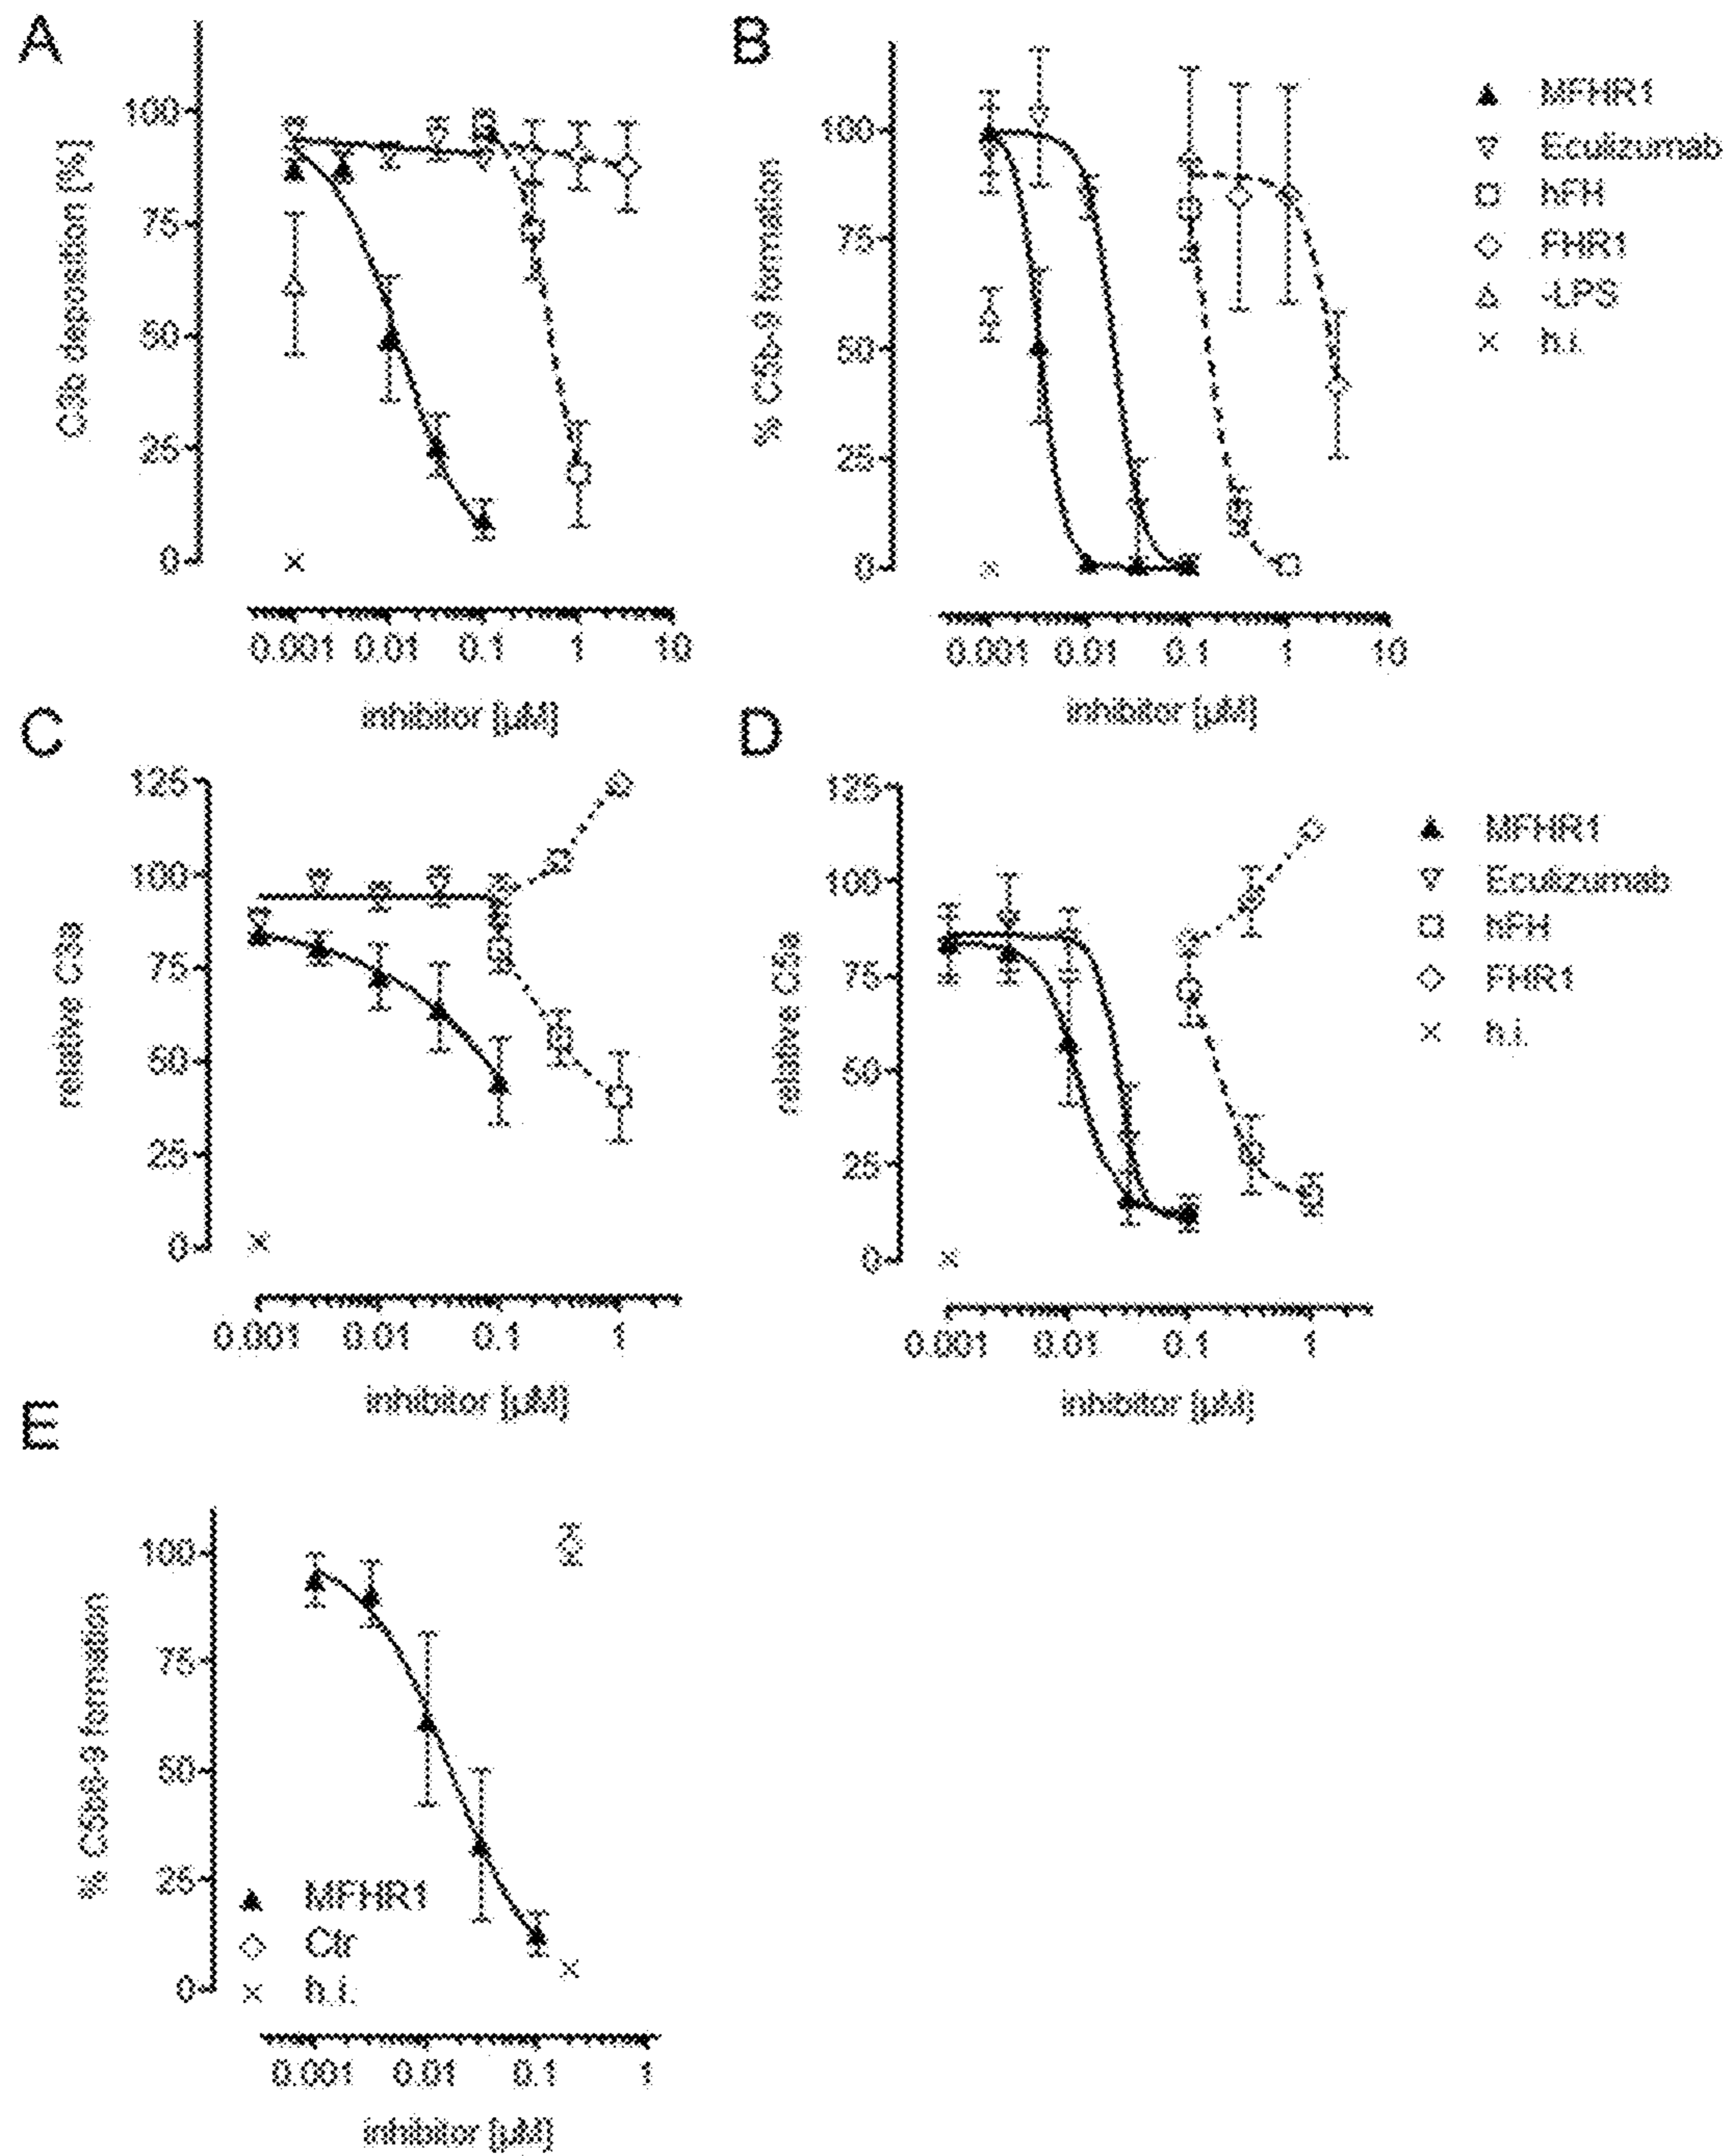 A
C3b deposition [%]
100
75
50
25
0
0.001 0.01 0.1 1 10
inhibitor [µM]
B
% C5b-9 formation
100
75
50
25
0
0.001 0.01 0.1 1 10
inhibitor [µM]
MFHR1
Eculizumab
hFH
FHR1
-LPS
h.i.
C
125
100
75
50
25
0
0.001 0.01 0.1 1
inhibitor [µM]
D
125
100
75
50
25
0
0.001 0.01 0.1 1
inhibitor [µM]
MFHR1
Eculizumab
hFH
FHR1
h.i.
E
% C5b-9 formation
100
75
50
25
0
MFHR1
Ctr
h.i.
0.001 0.01 0.1 1
inhibitor [µM]